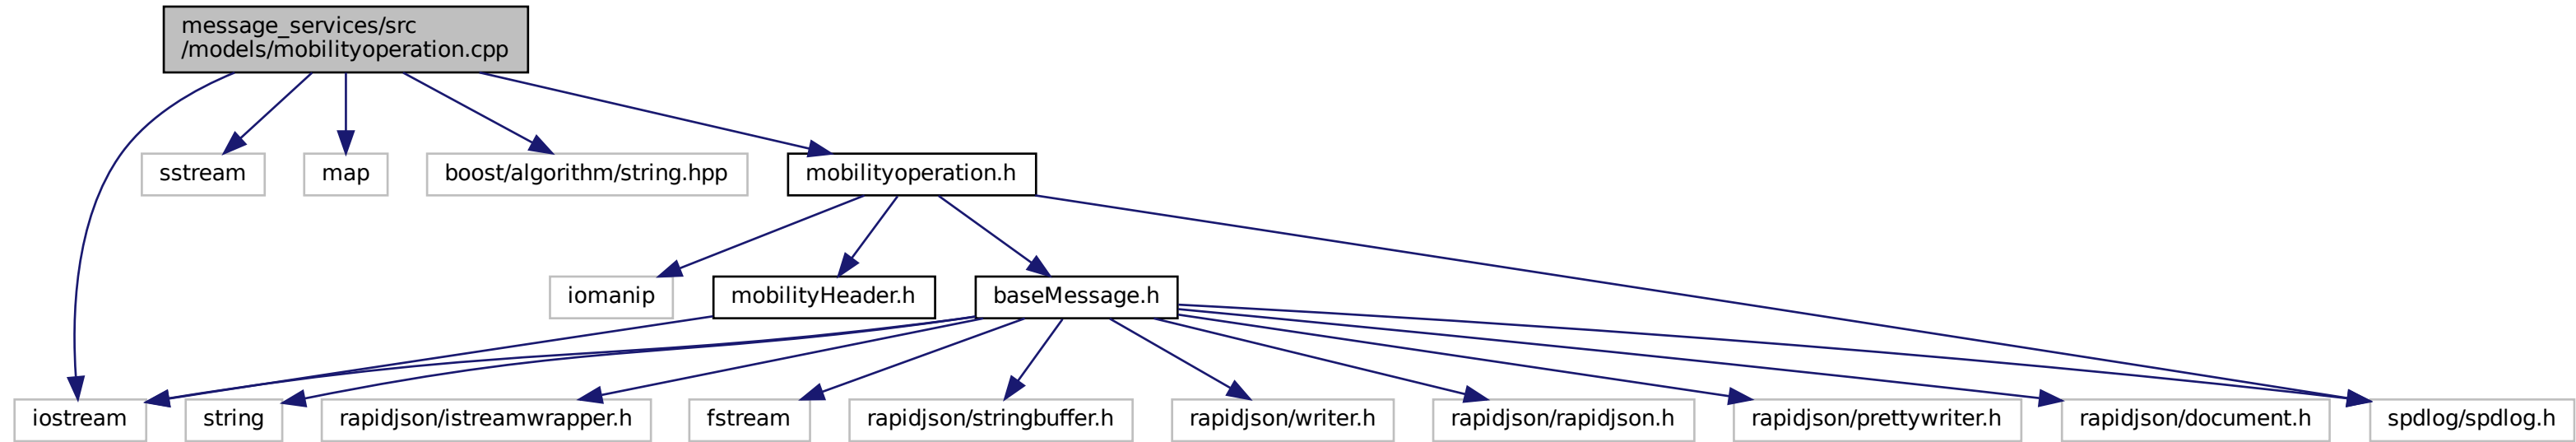 message_services/src
/models/mobilityoperation.cpp
sstream
map
boost/algorithm/string.hpp
mobilityoperation.h
iomanip
mobilityHeader.h
baseMessage.h
iostream
string
rapidjson/istreamwrapper.h
fstream
rapidjson/stringbuffer.h
rapidjson/writer.h
rapidjson/rapidjson.h
rapidjson/prettywriter.h
rapidjson/document.h
spdlog/spdlog.h